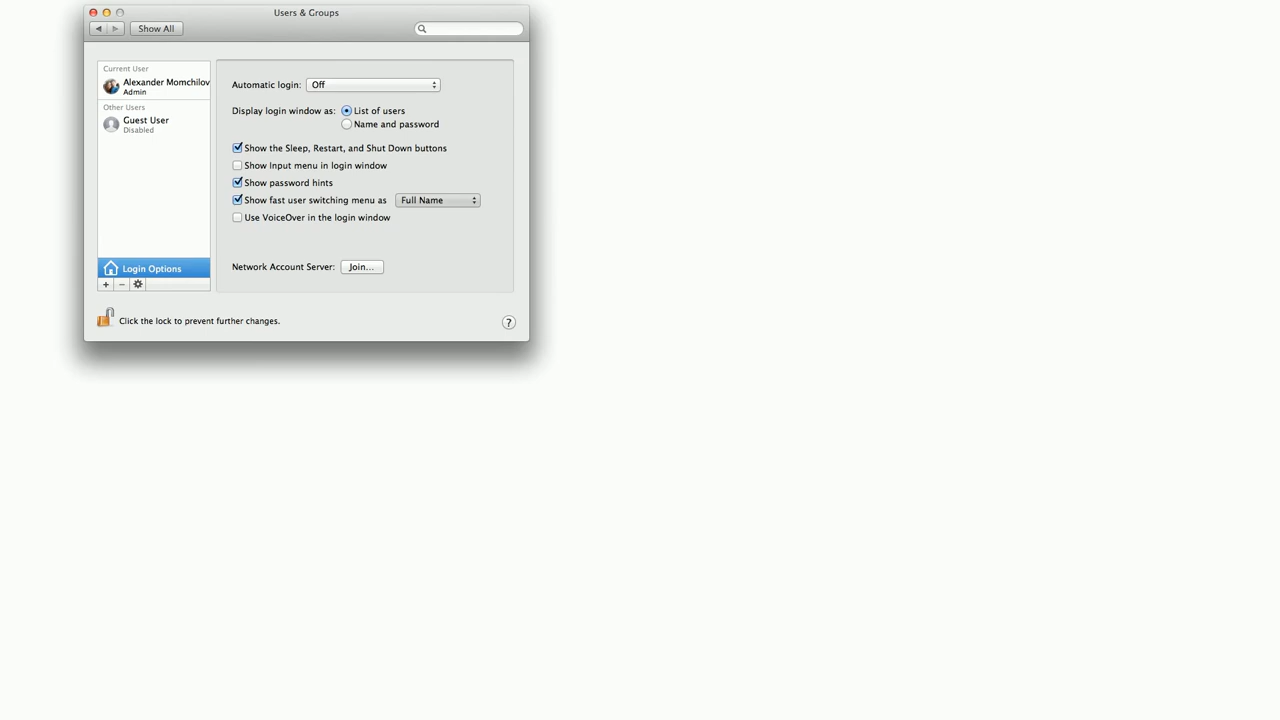 Users & Groups
Show All
Current User
Alexander Momchilov
Admin
Other Users
Guest User
Disabled
Login Options
Automatic login: Off
Display login window as: List of users
Name and password
Show the Sleep, Restart, and Shut Down buttons
Show Input menu in login window
Show password hints
Show fast user switching menu as Full Name
Use VoiceOver in the login window
Network Account Server: Join...
Click the lock to prevent further changes.
?